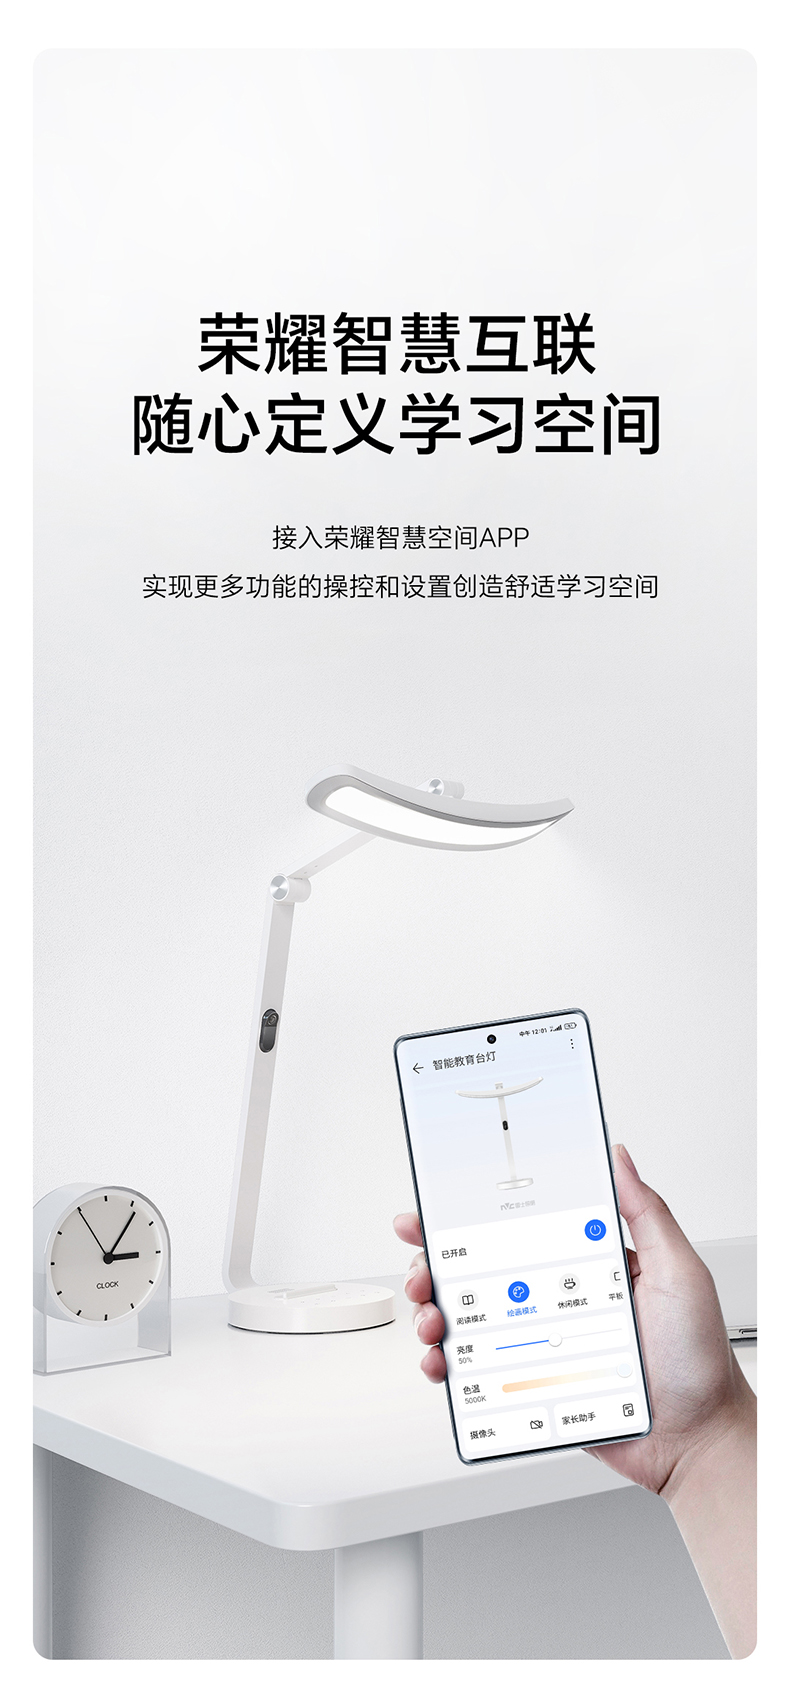 荣耀智慧互联
随心定义学习空间
接入荣耀智慧空间APP
实现更多功能的操控和设置创造舒适学习空间
中午 12:01
智能教育台灯
nVc雷士照明
已开启
阅读模式
绘画模式
休闲模式
平板
亮度
50%
色温
5000K
摄像头
家长助手
CLOCK